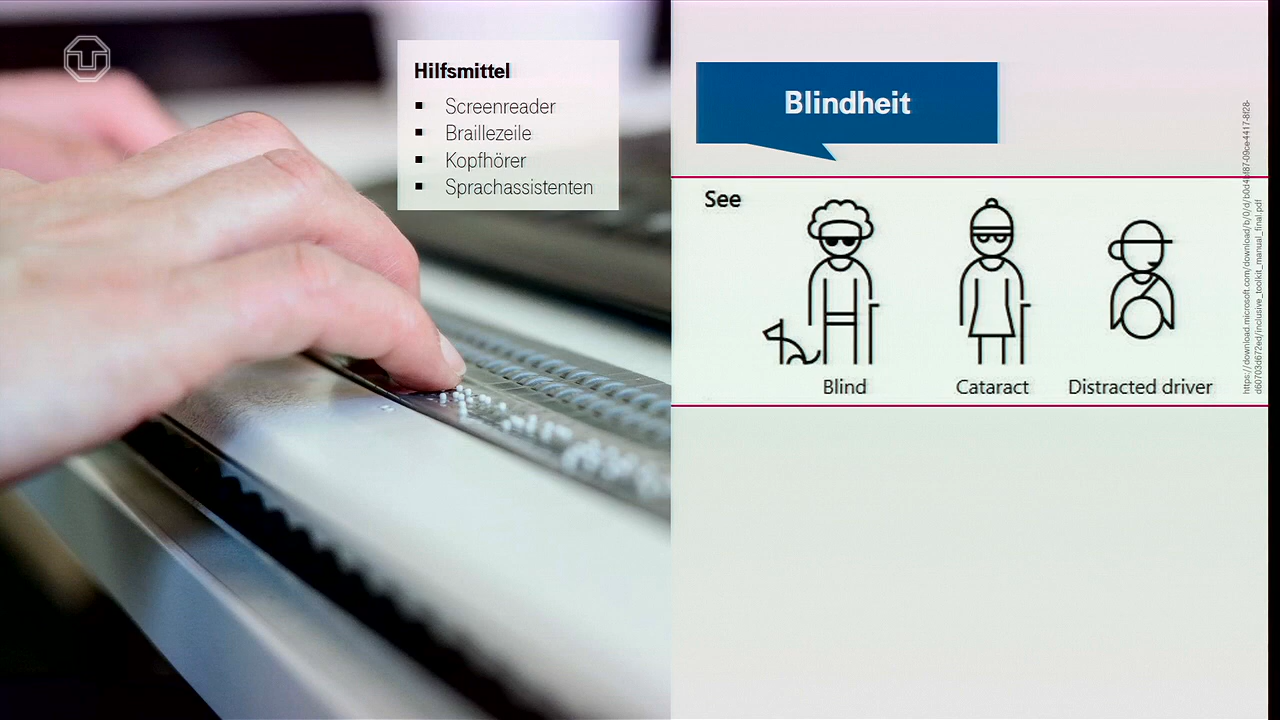 Hilfsmittel
Screenreader
Braillezeile
Kopfhörer
Sprachassistenten
Blindheit
See
Blind
Cataract
Distracted driver